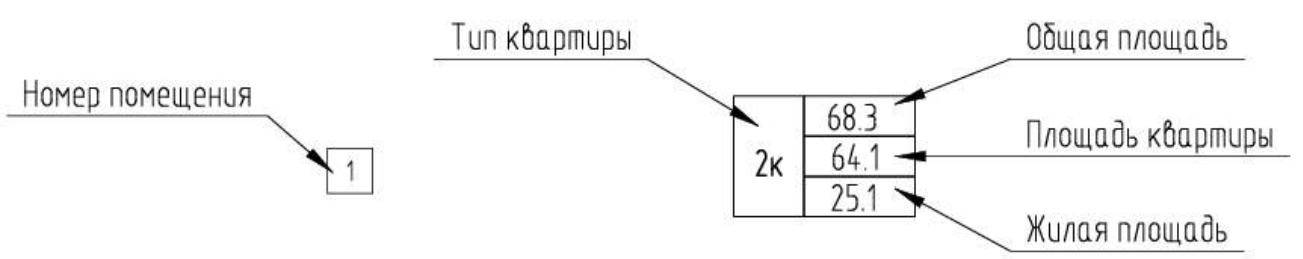 Номер помещения
1
Тип квартиры
2к
68.3
64.1
25.1
Общая площадь
Площадь квартиры
Жилая площадь